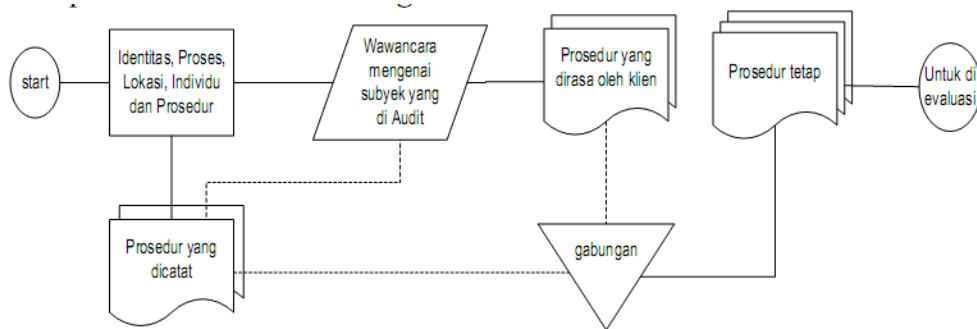 start
Identitas, Proses,
Lokasi, Individu
dan Prosedur
Wawancara
mengenai
subyek yang
di Audit
Prosedur yang
dirasa oleh klien
Prosedur tetap
Untuk di
evaluasi
Prosedur yang
dicatat
gabungan